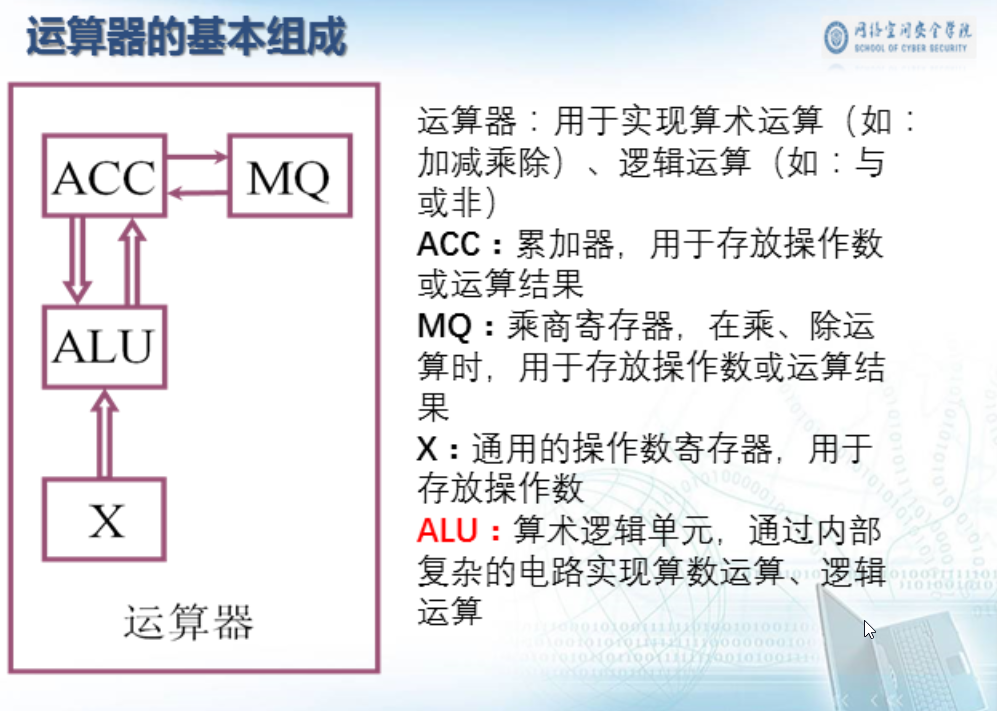 运算器的基本组成
网络空间安全学院
SCHOOL OF CYBER SECURITY
ACC
MQ
ALU
X
运算器
运算器：用于实现算术运算（如：
加减乘除）、逻辑运算（如：与
或非）
ACC：累加器，用于存放操作数
或运算结果
MQ：乘商寄存器，在乘、除运
算时，用于存放操作数或运算结
果
X：通用的操作数寄存器，用于
存放操作数
ALU：算术逻辑单元，通过内部
复杂的电路实现算数运算、逻辑
运算